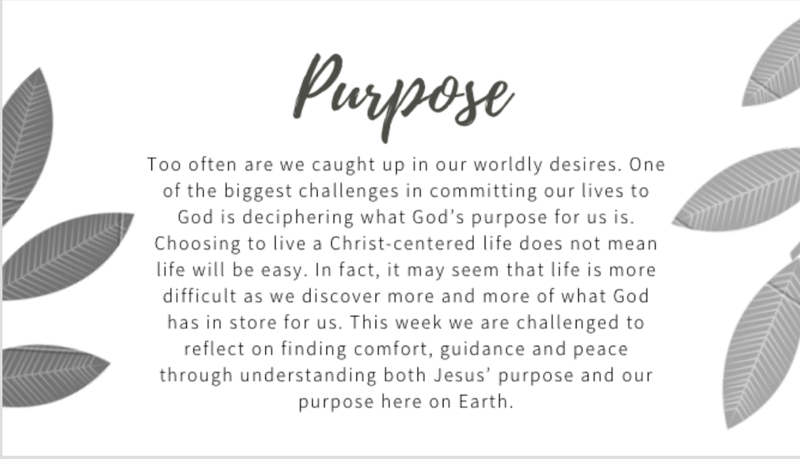 Purpose
Too often are we caught up in our worldly desires. One
of the biggest challenges in committing our lives to
God is deciphering what God’s purpose for us is.
Choosing to live a Christ-centered life does not mean
life will be easy. In fact, it may seem that life is more
difficult as we discover more and more of what God
has in store for us. This week we are challenged to
reflect on finding comfort, guidance and peace
through understanding both Jesus’ purpose and our
purpose here on Earth.